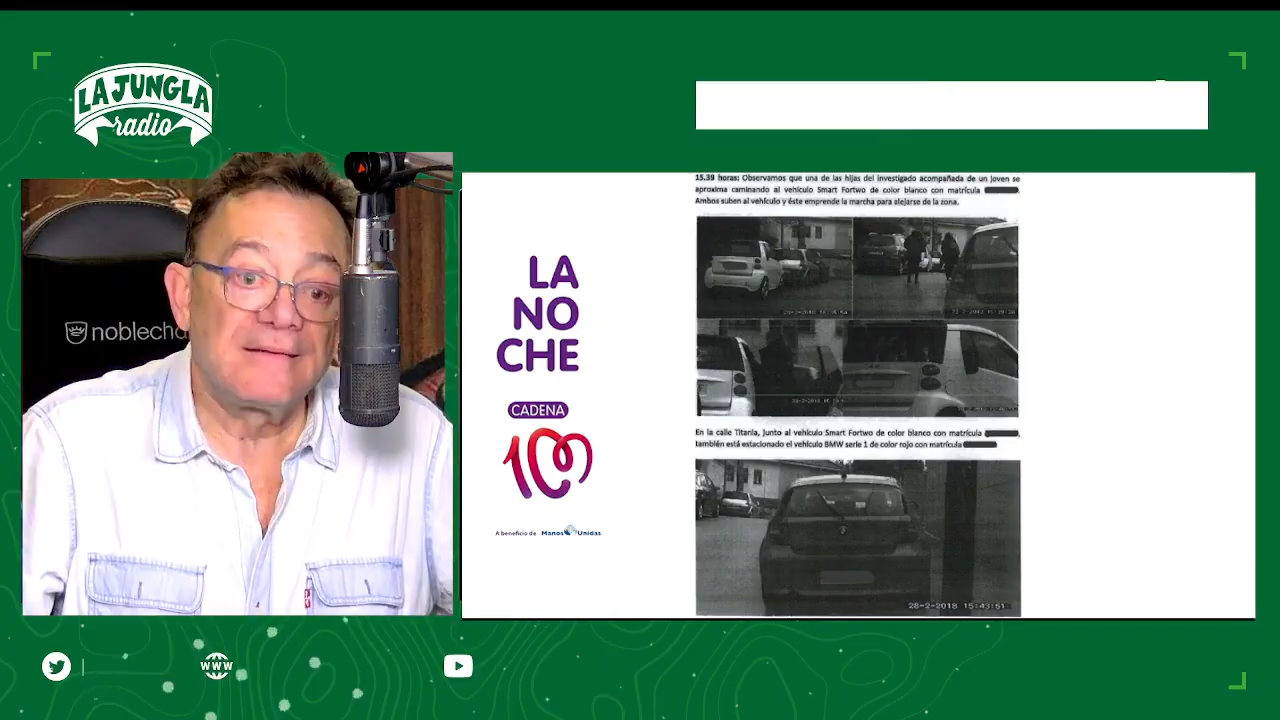 LA JUNGLA
radio
noblecha
15.39 horas: Observamos que una de las hijas del investigado acompañada de un joven se
aproxima caminando al vehículo Smart Fortwo de color blanco con matrícula
Ambos suben al vehículo y éste emprende la marcha para alejarse de la zona.
LA
NO
CHE
CADENA
100
A beneficio de Manos Unidas
En la calle Titania, junto al vehículo Smart Fortwo de color blanco con matrícula
también está estacionado el vehículo BMW serie 1 de color rojo con matrícula
28-2-2018 15:43:51
WWW